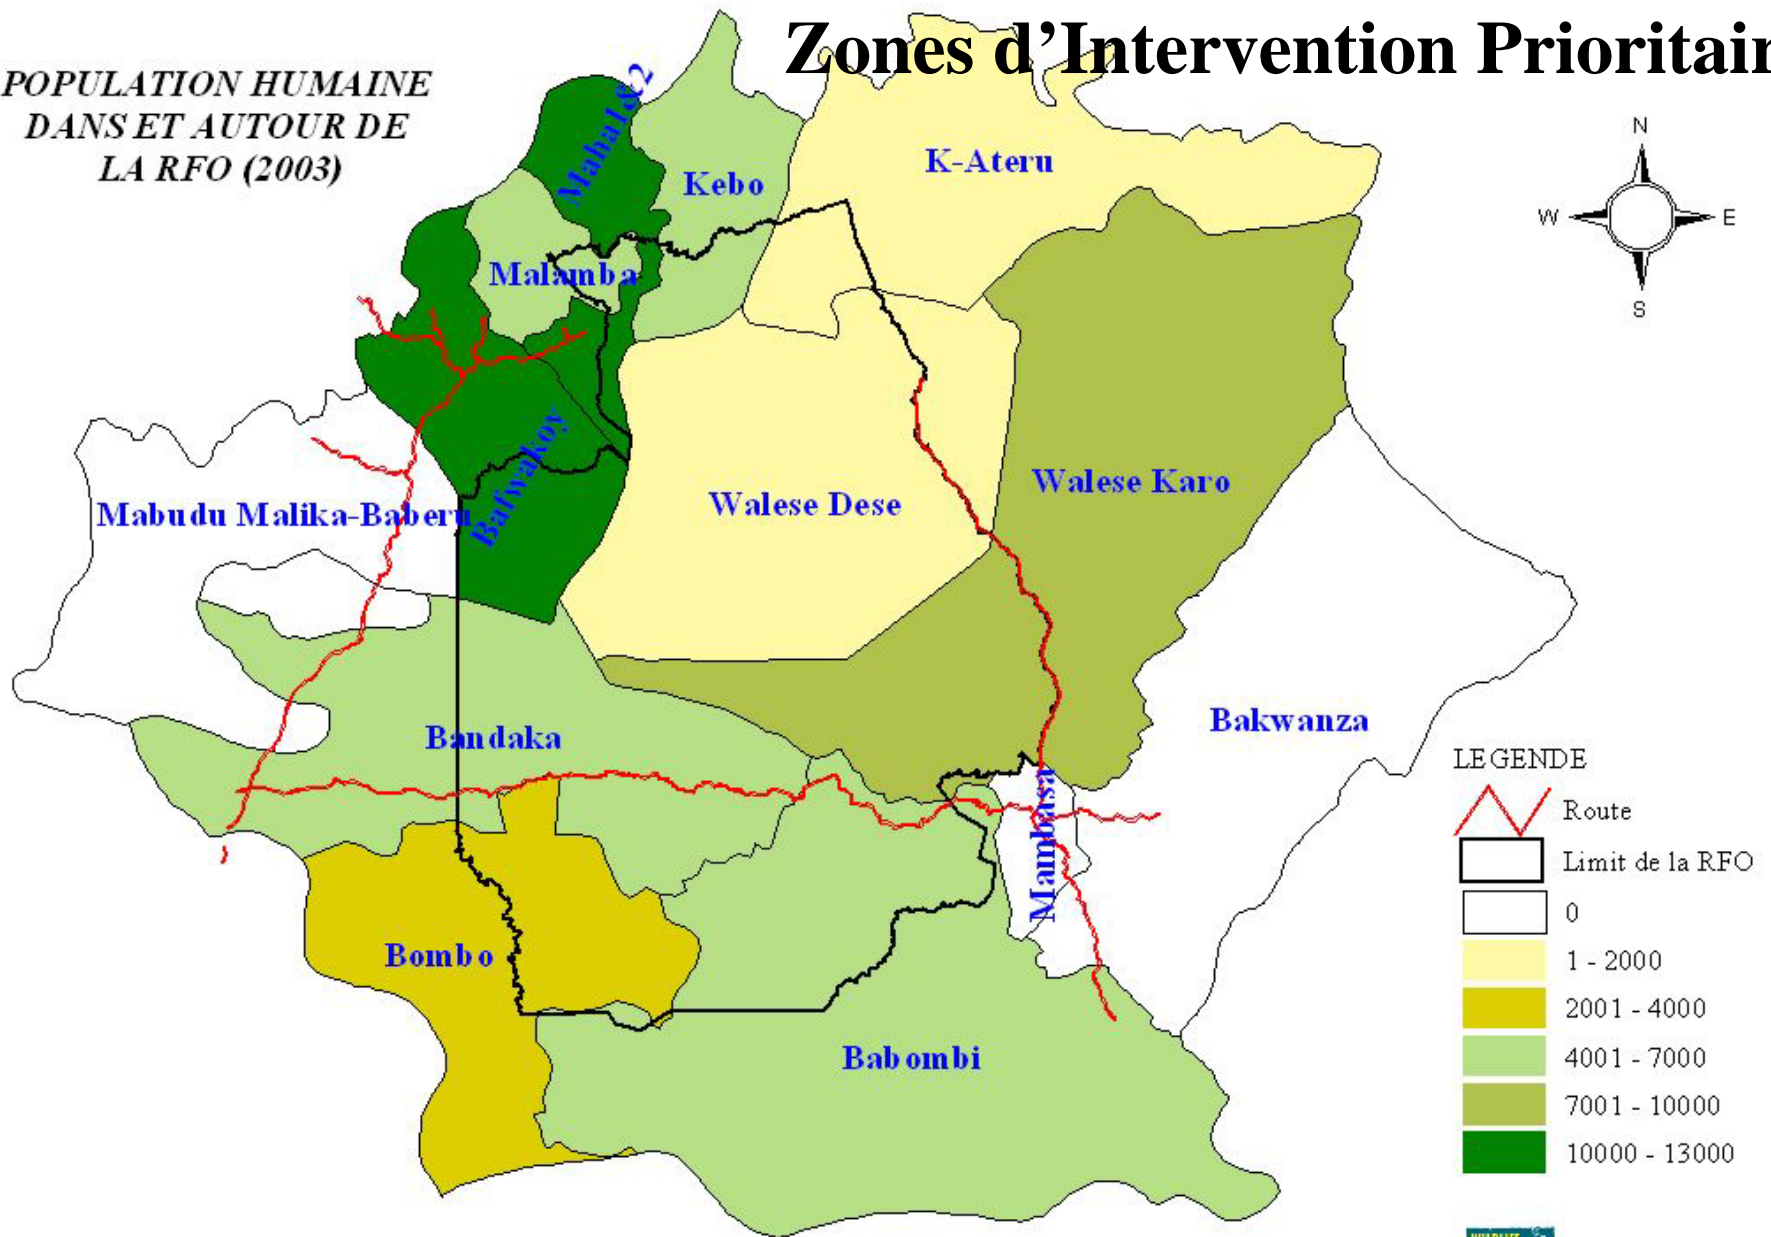 Zones d’Intervention Prioritair
POPULATION HUMAINE
DANS ET AUTOUR DE
LA RFO (2003)
N
W
E
S
Maha1&2
Kebo
K-Ateru
Malamba
Bafwakoy
Mabudu Malika-Baberu
Walese Dese
Walese Karo
Bandaka
Bakwanza
Mambasa
Bombo
Babombi
LEGENDE
Route
Limit de la RFO
0
1 - 2000
2001 - 4000
4001 - 7000
7001 - 10000
10000 - 13000